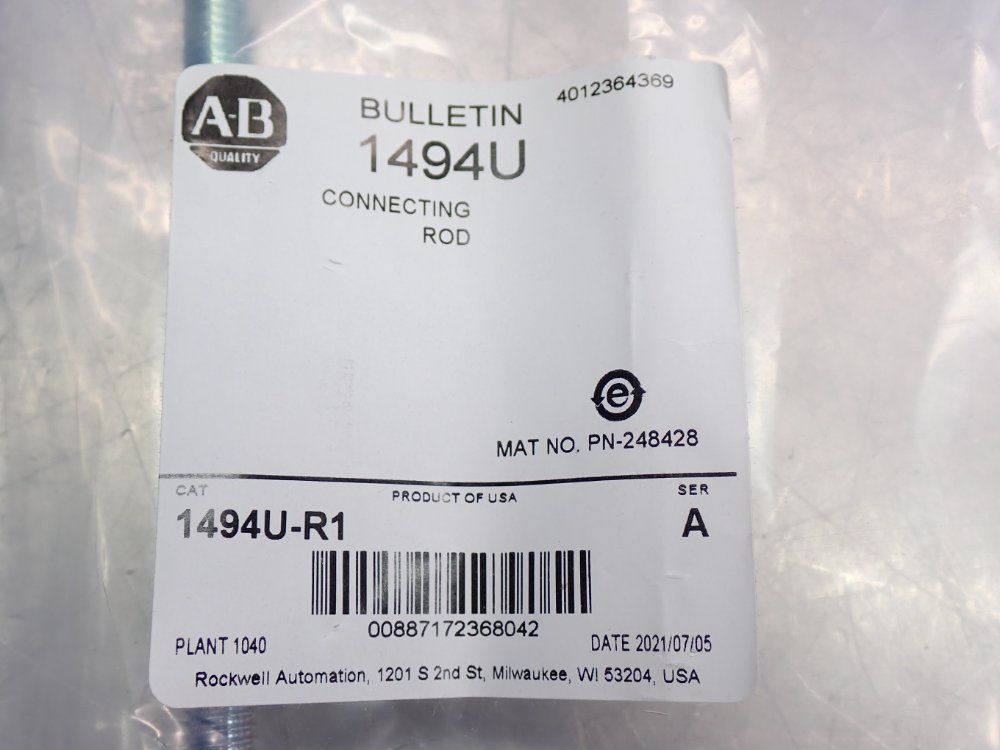 A-B
QUALITY
BULLETIN
1494U
4012364369
CONNECTING
ROD
e
MAT NO. PN-248428
CAT
PRODUCT OF USA
SER
1494U-R1
A
00887172368042
PLANT 1040
DATE 2021/07/05
Rockwell Automation, 1201 S 2nd St, Milwaukee, WI 53204, USA